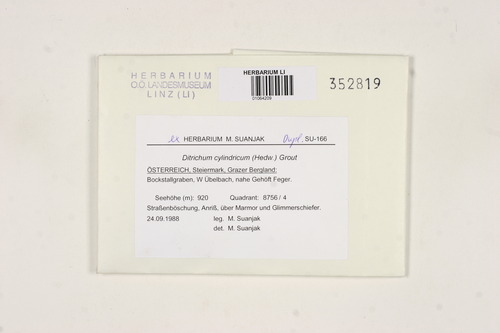 HERBARIUM
O.Ö. LANDESMUSEUM
LINZ (LI)
HERBARIUM LI
01064209
352819
ex HERBARIUM M. SUANJAK Dupl. SU-166
Ditrichum cylindricum (Hedw.) Grout
ÖSTERREICH, Steiermark, Grazer Bergland:
Bockstallgraben, W Übelbach, nahe Gehöft Feger.
Seehöhe (m): 920 Quadrant: 8756 / 4
Straßenböschung, Anriß, über Marmor und Glimmerschiefer.
24.09.1988 leg. M. Suanjak
det. M. Suanjak